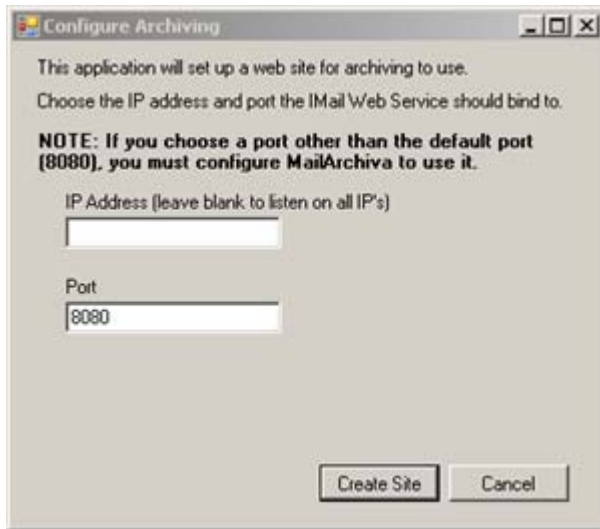 Configure Archiving
This application will set up a web site for archiving to use.
Choose the IP address and port the IMail Web Service should bind to.
NOTE: If you choose a port other than the default port
(8080), you must configure MailArchiva to use it.
IP Address (leave blank to listen on all IP's)
Port
8080
Create Site Cancel